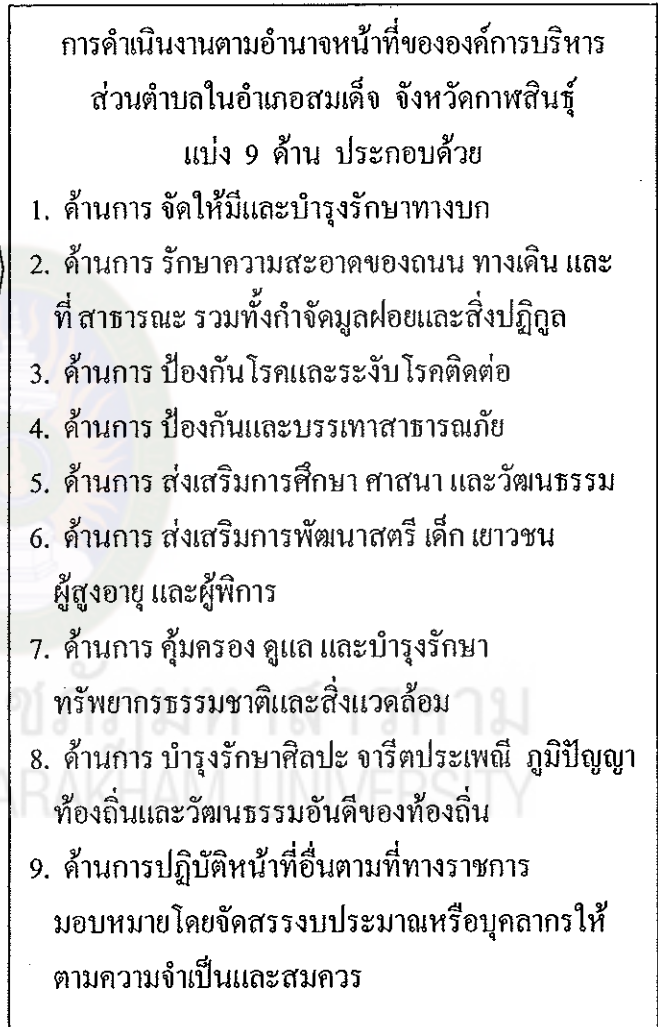 การดำเนินงานตามอำนาจหน้าที่ขององค์การบริหาร
ส่วนตำบลในอำเภอสมเด็จ จังหวัดกาฬสินธุ์
แบ่ง 9 ด้าน ประกอบด้วย
1. ด้านการ จัดให้มีและบำรุงรักษาทางบก
2. ด้านการ รักษาความสะอาดของถนน ทางเดิน และ
ที่ สาธารณะ รวมทั้งกำจัดมูลฝอยและสิ่งปฏิกูล
3. ด้านการ ป้องกันโรคและระงับโรคติดต่อ
4. ด้านการ ป้องกันและบรรเทาสาธารณภัย
5. ด้านการ ส่งเสริมการศึกษา ศาสนา และวัฒนธรรม
6. ด้านการ ส่งเสริมการพัฒนาสตรี เด็ก เยาวชน
ผู้สูงอายุ และผู้พิการ
7. ด้านการ คุ้มครอง ดูแล และบำรุงรักษา
ทรัพยากรธรรมชาติและสิ่งแวดล้อม
8. ด้านการ บำรุงรักษาศิลปะ จารีตประเพณี ภูมิปัญญา
ท้องถิ่นและวัฒนธรรมอันดีของท้องถิ่น
9. ด้านการปฏิบัติหน้าที่อื่นตามที่ทางราชการ
มอบหมายโดยจัดสรรงบประมาณหรือบุคลากรให้
ตามความจำเป็นและสมควร